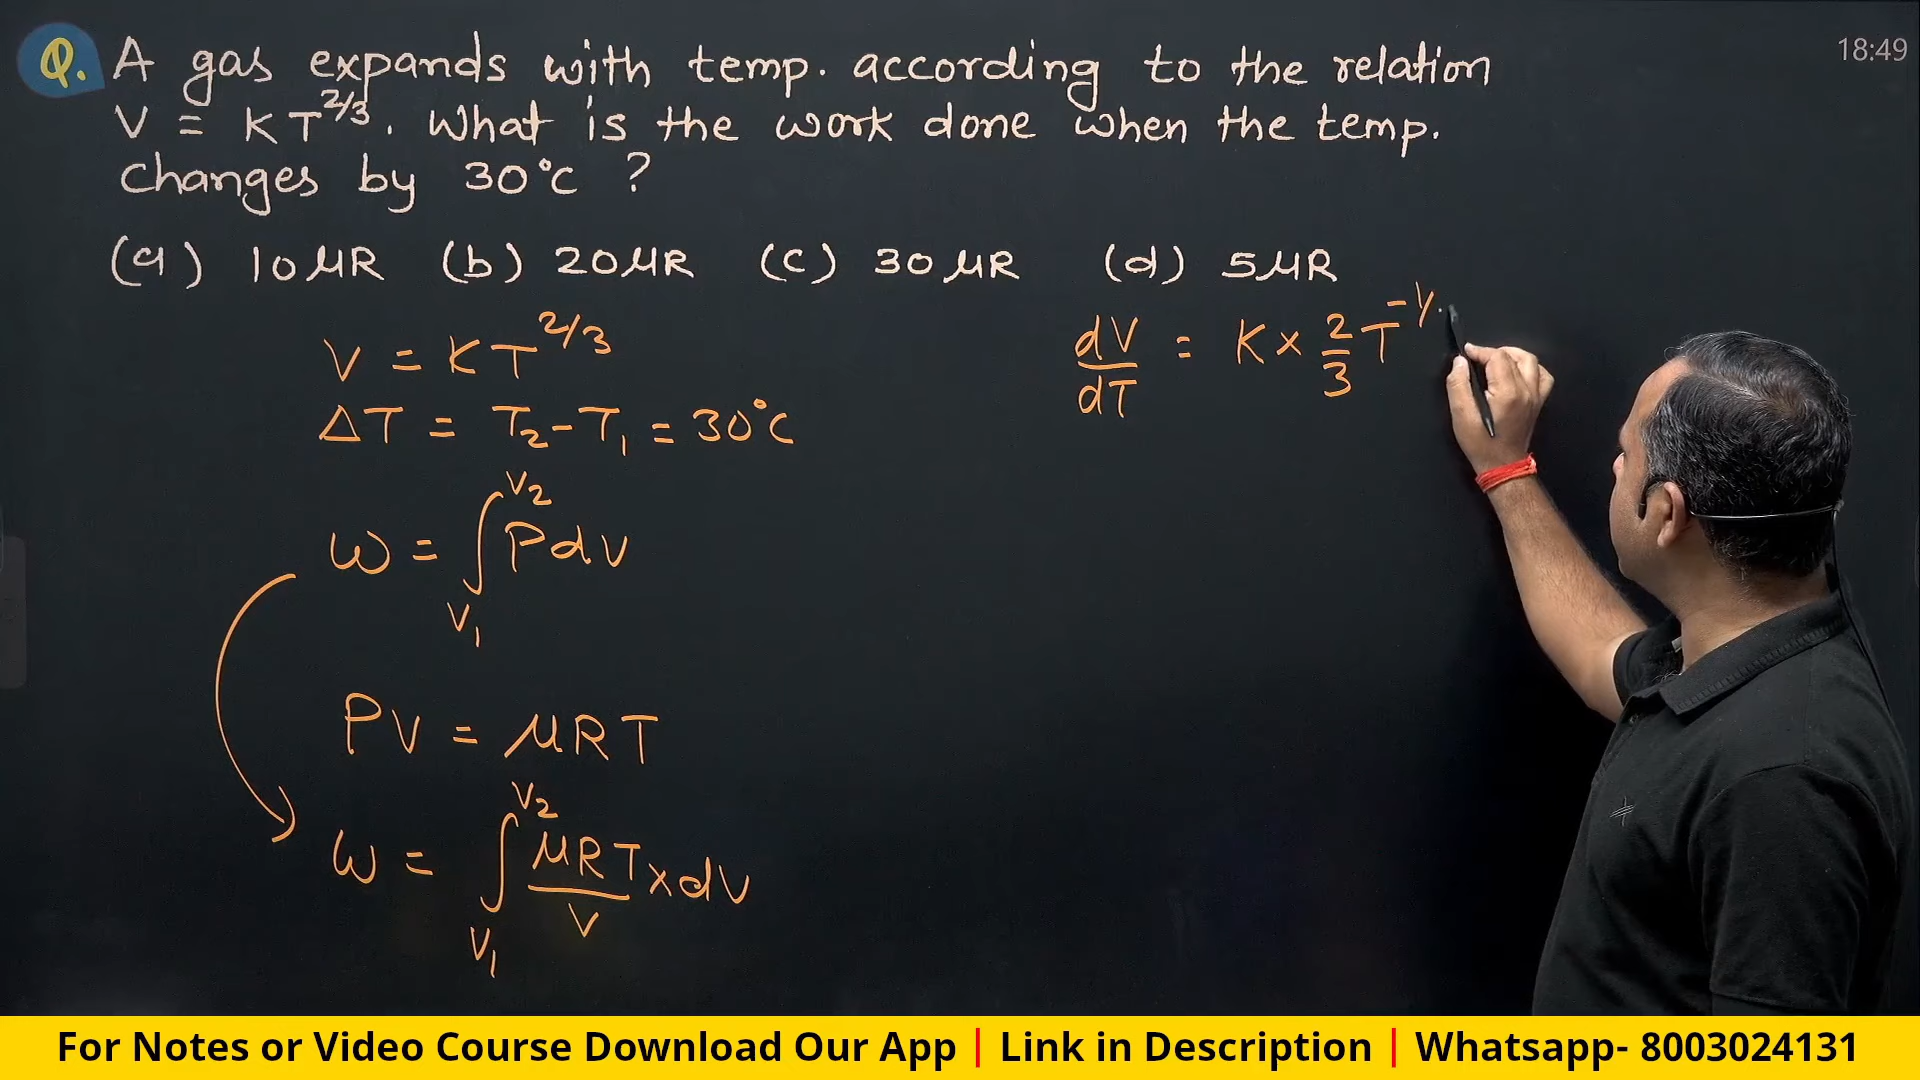 Q. A gas expands with temp. according to the relation
V = KT^2/3. What is the work done when the temp.
changes by 30°C ?
(a) 10μR (b) 20μR (c) 30μR (d) 5μR
V = KT^2/3
ΔT = T₂-T₁ = 30°C
W = ∫_V₁^V₂ PdV
PV = μRT
W = ∫_V₁^V₂ μRT/V × dV
dV/dT = K × 2/3 T^-1/
18:49
For Notes or Video Course Download Our App | Link in Description | Whatsapp- 8003024131